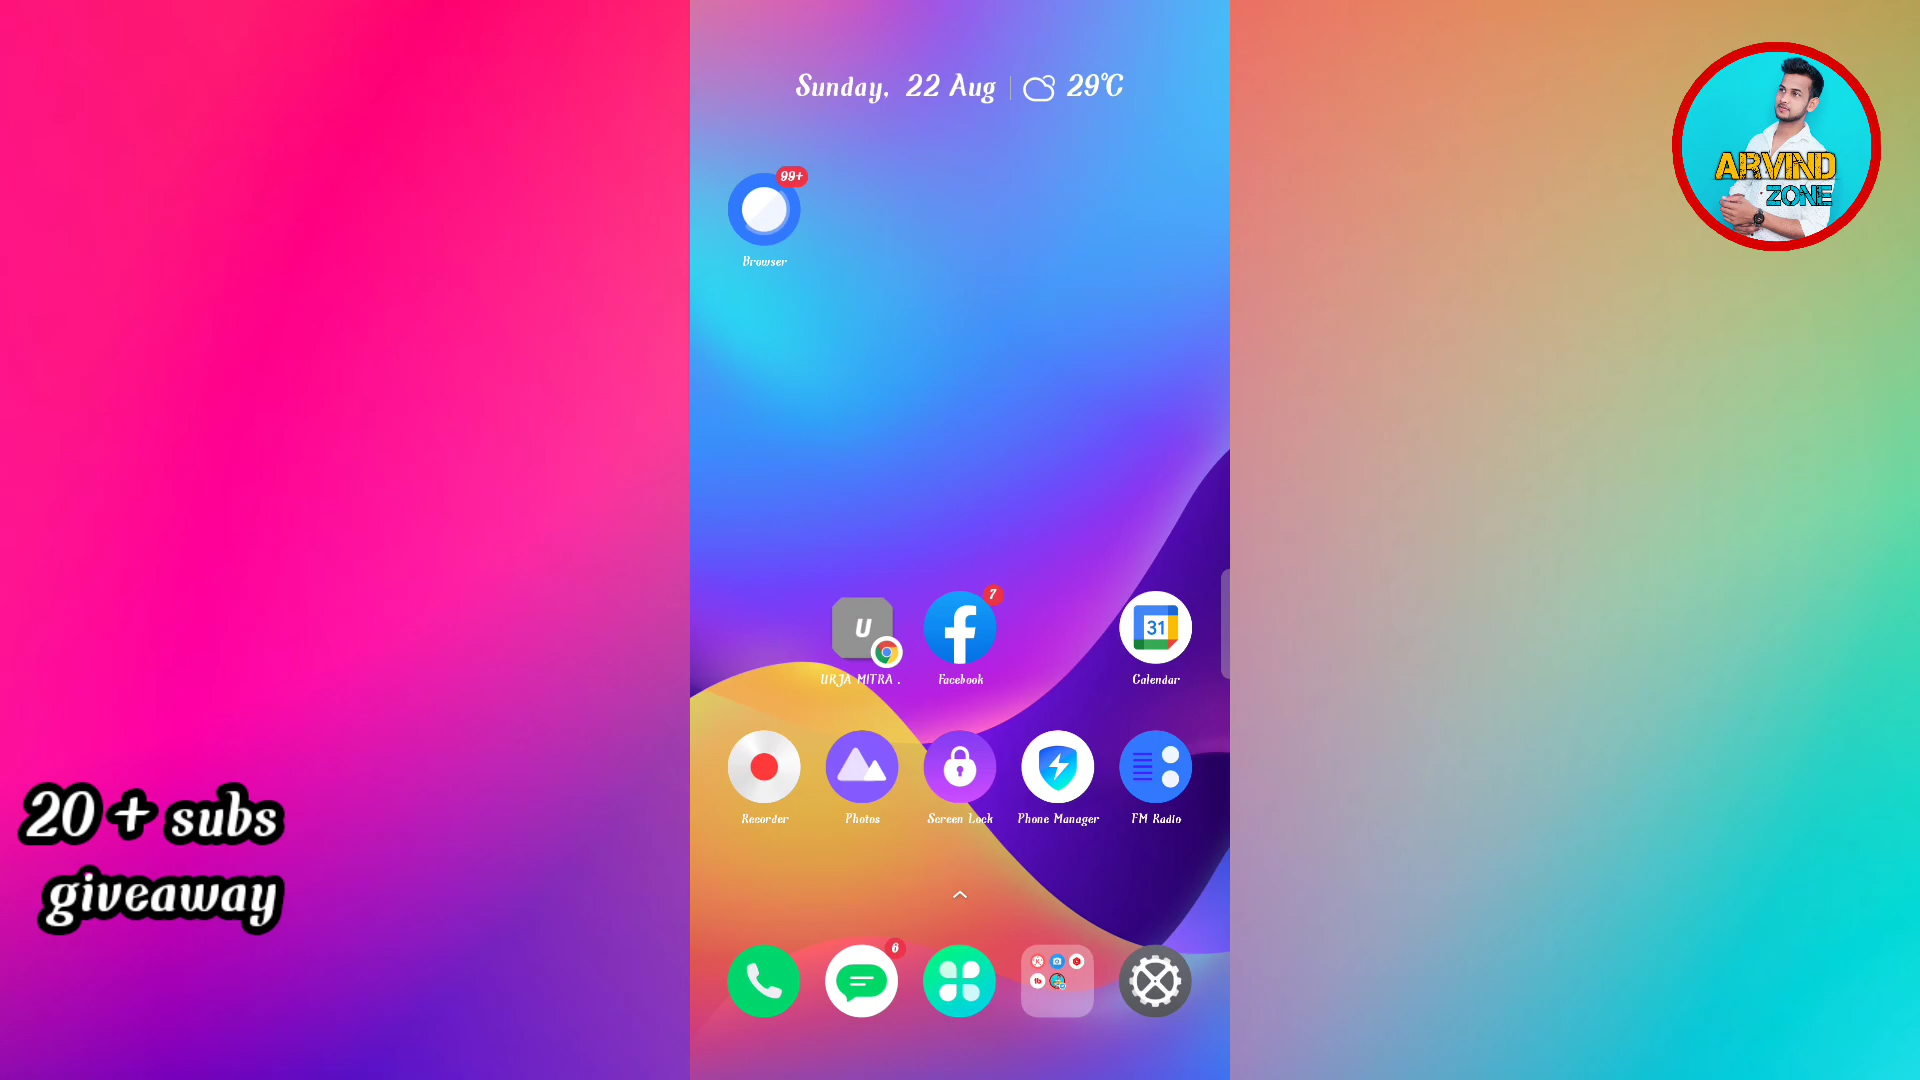 Sunday, 22 Aug 29°C
ARVIND
ZONE
99+
Browser
7
U
31
URJA MITRA .
Facebook
Calendar
Recorder
Photos
Screen Lock
Phone Manager
FM Radio
20 + subs
giveaway
6